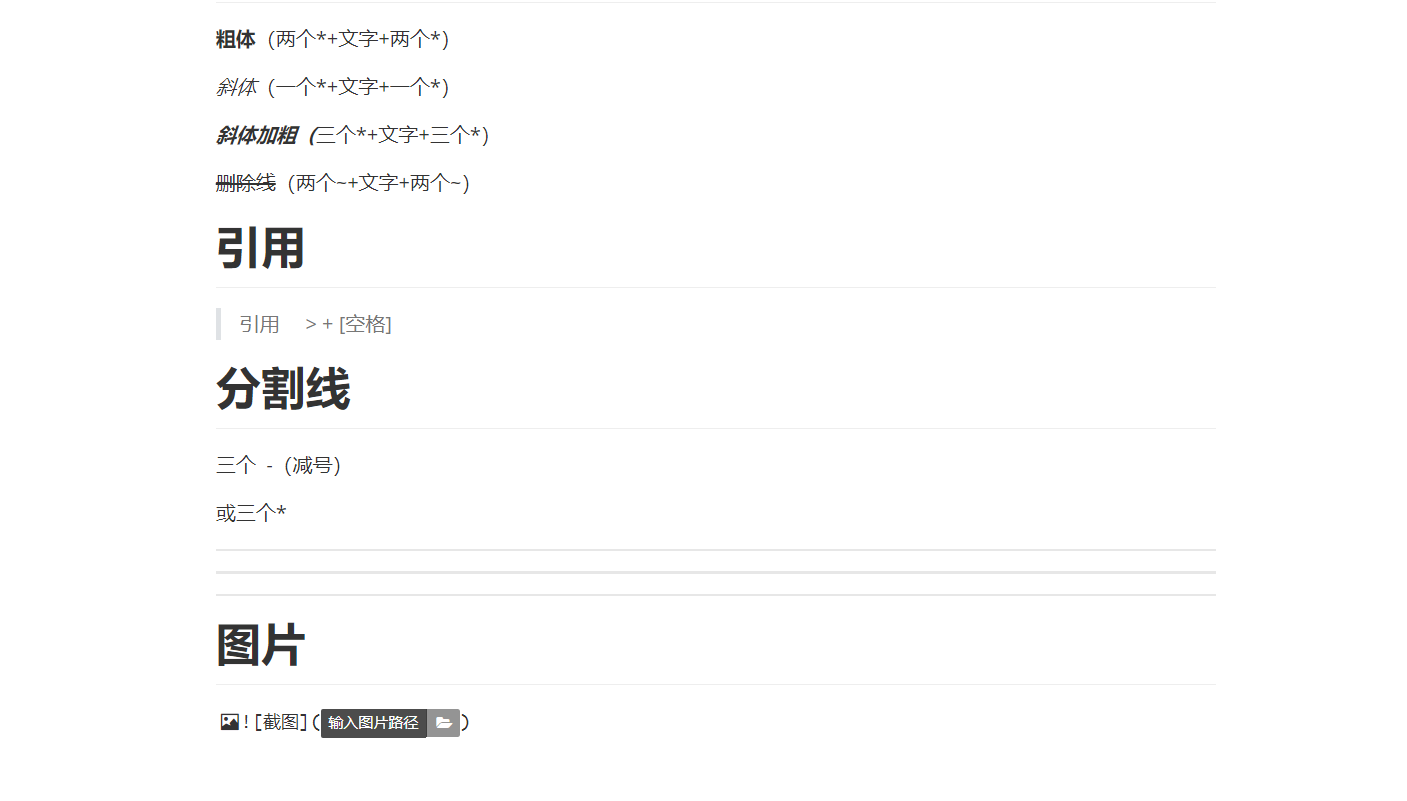 粗体（两个*+文字+两个*）
斜体（一个*+文字+一个*）
斜体加粗（三个*+文字+三个*）
删除线（两个~+文字+两个~）
引用
引用 > + [空格]
分割线
三个 -（减号）
或三个*
图片
![截图](输入图片路径)